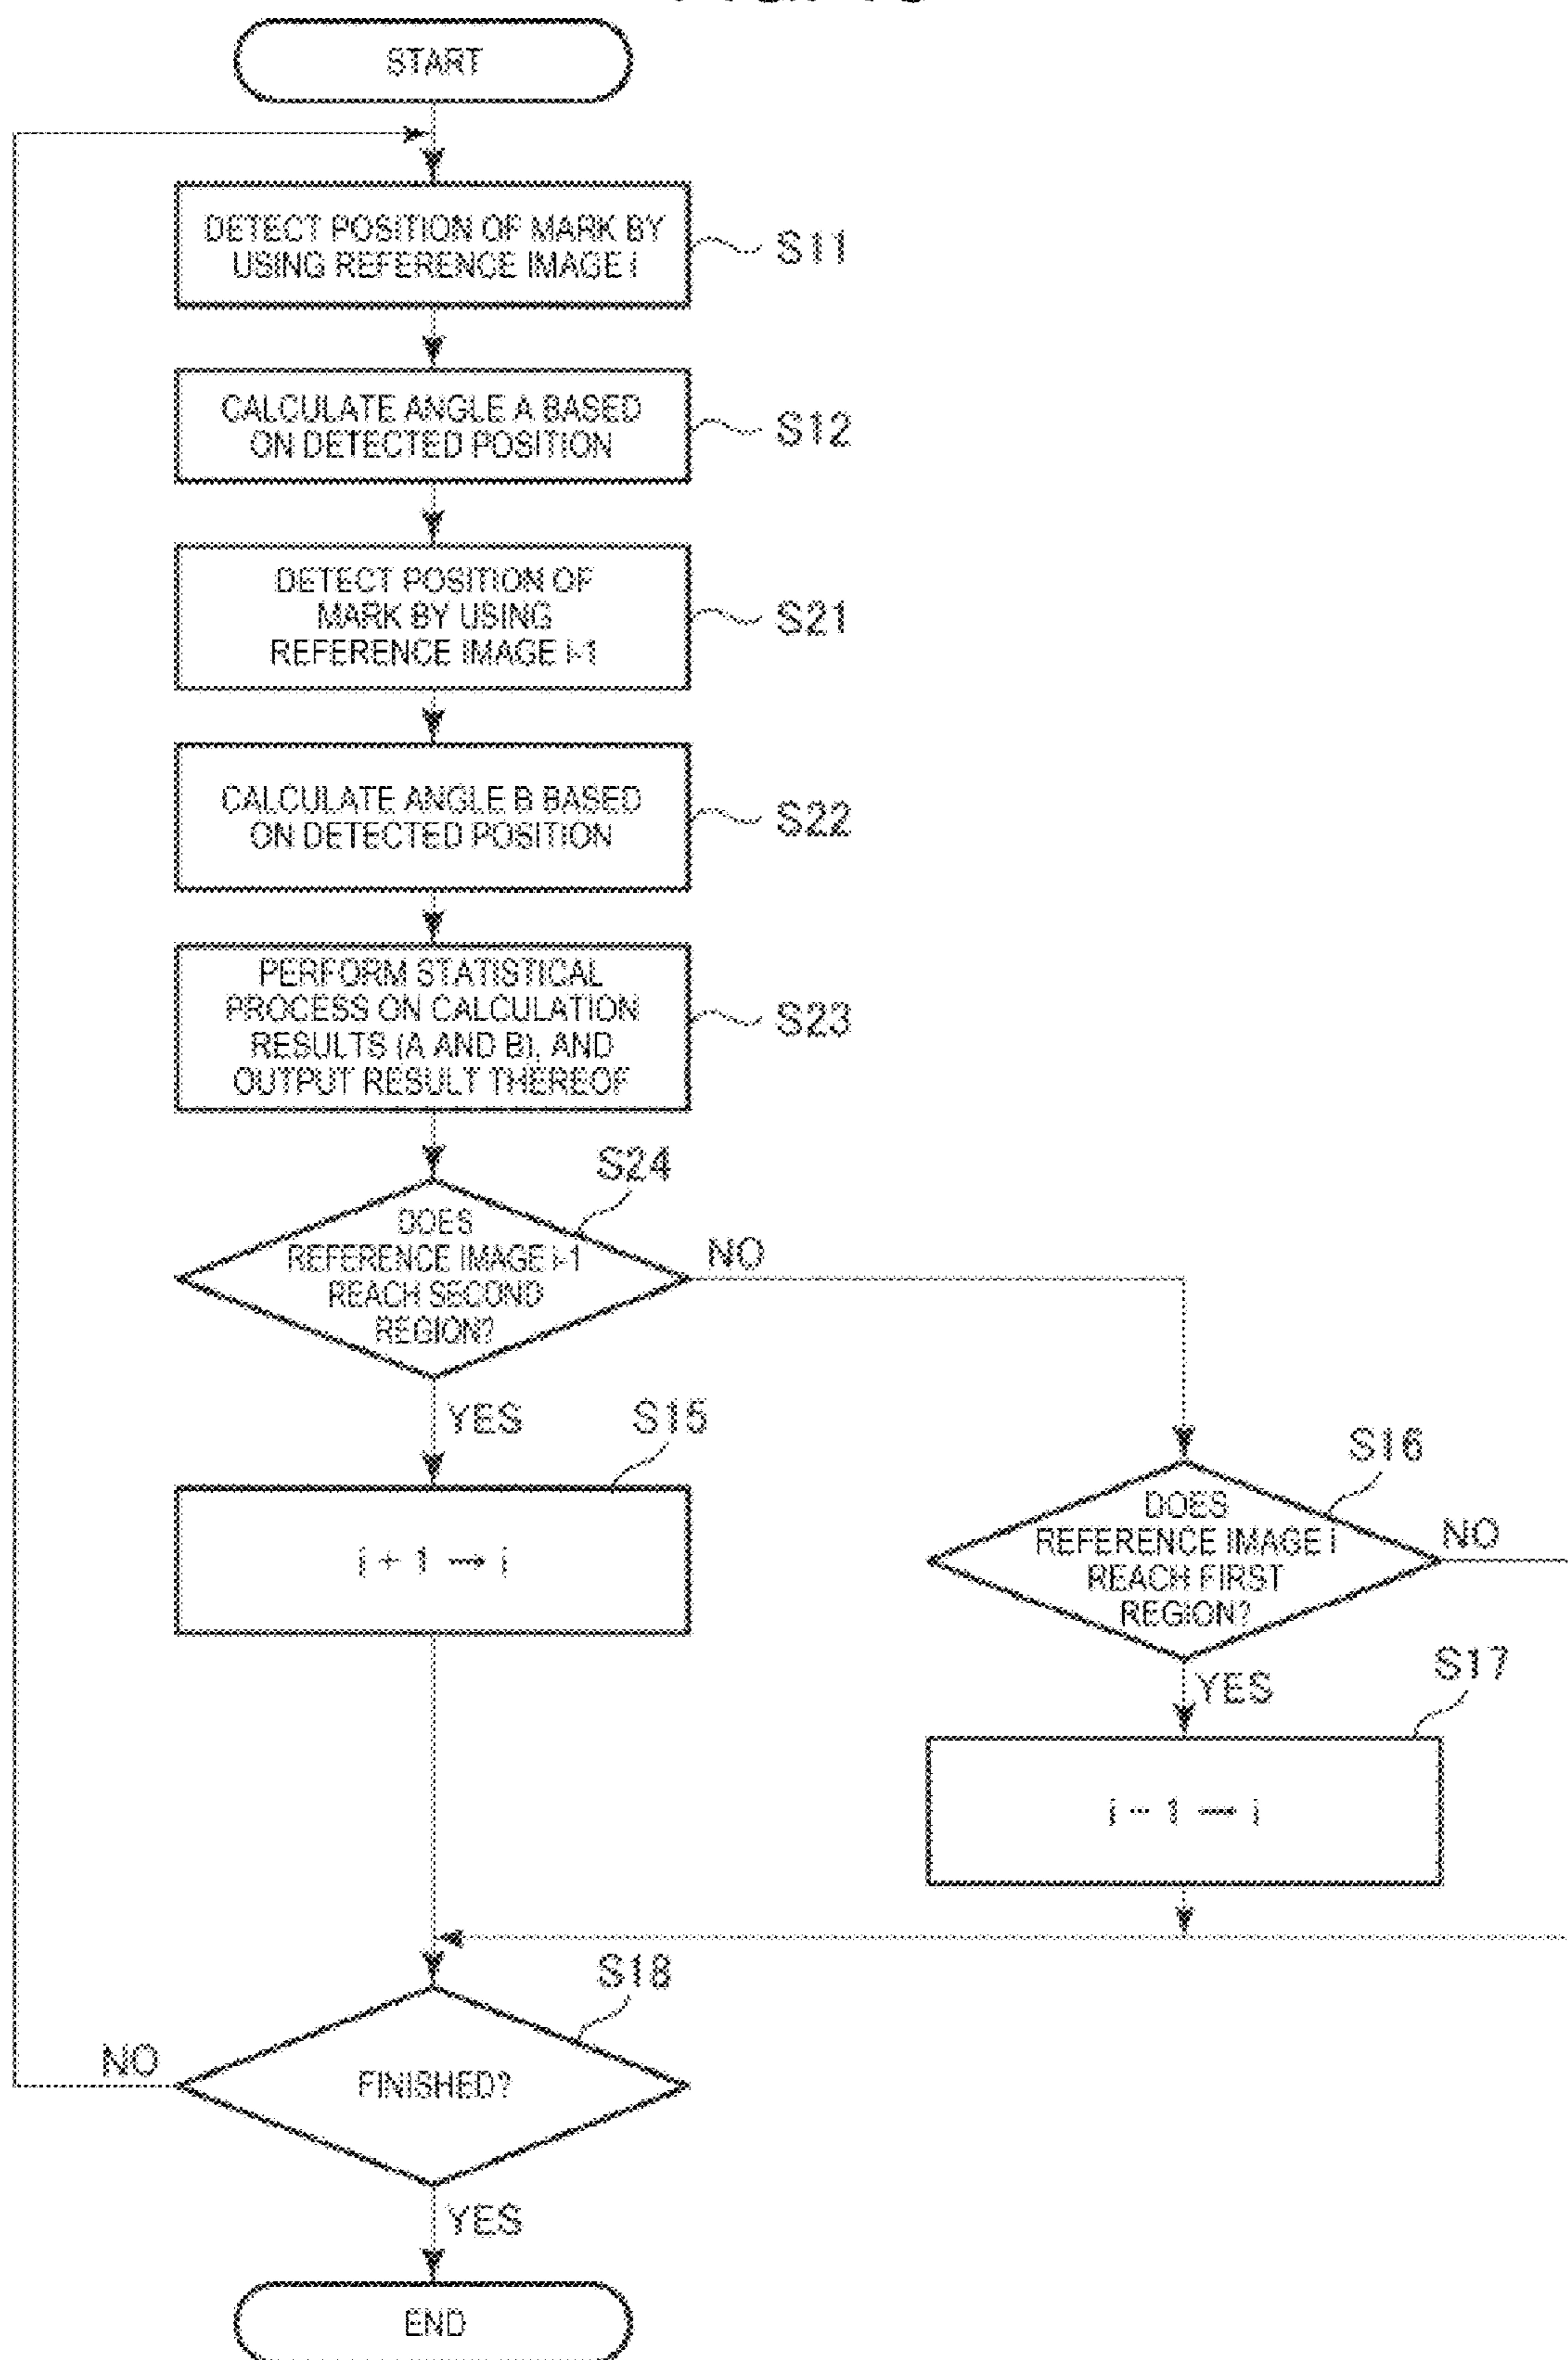 START
DETECT POSITION OF MARK BY
USING REFERENCE IMAGE i
S11
CALCULATE ANGLE A BASED
ON DETECTED POSITION
S12
DETECT POSITION OF
MARK BY USING
REFERENCE IMAGE i-1
S21
CALCULATE ANGLE B BASED
ON DETECTED POSITION
S22
PERFORM STATISTICAL
PROCESS ON CALCULATION
RESULTS (A AND B), AND
OUTPUT RESULT THEREOF
S23
S24
DOES
REFERENCE IMAGE i-1
REACH SECOND
REGION?
NO
YES
S15
i + 1 → i
S16
DOES
REFERENCE IMAGE i
REACH FIRST
REGION?
NO
YES
S17
i - 1 → i
S18
FINISHED?
NO
YES
END